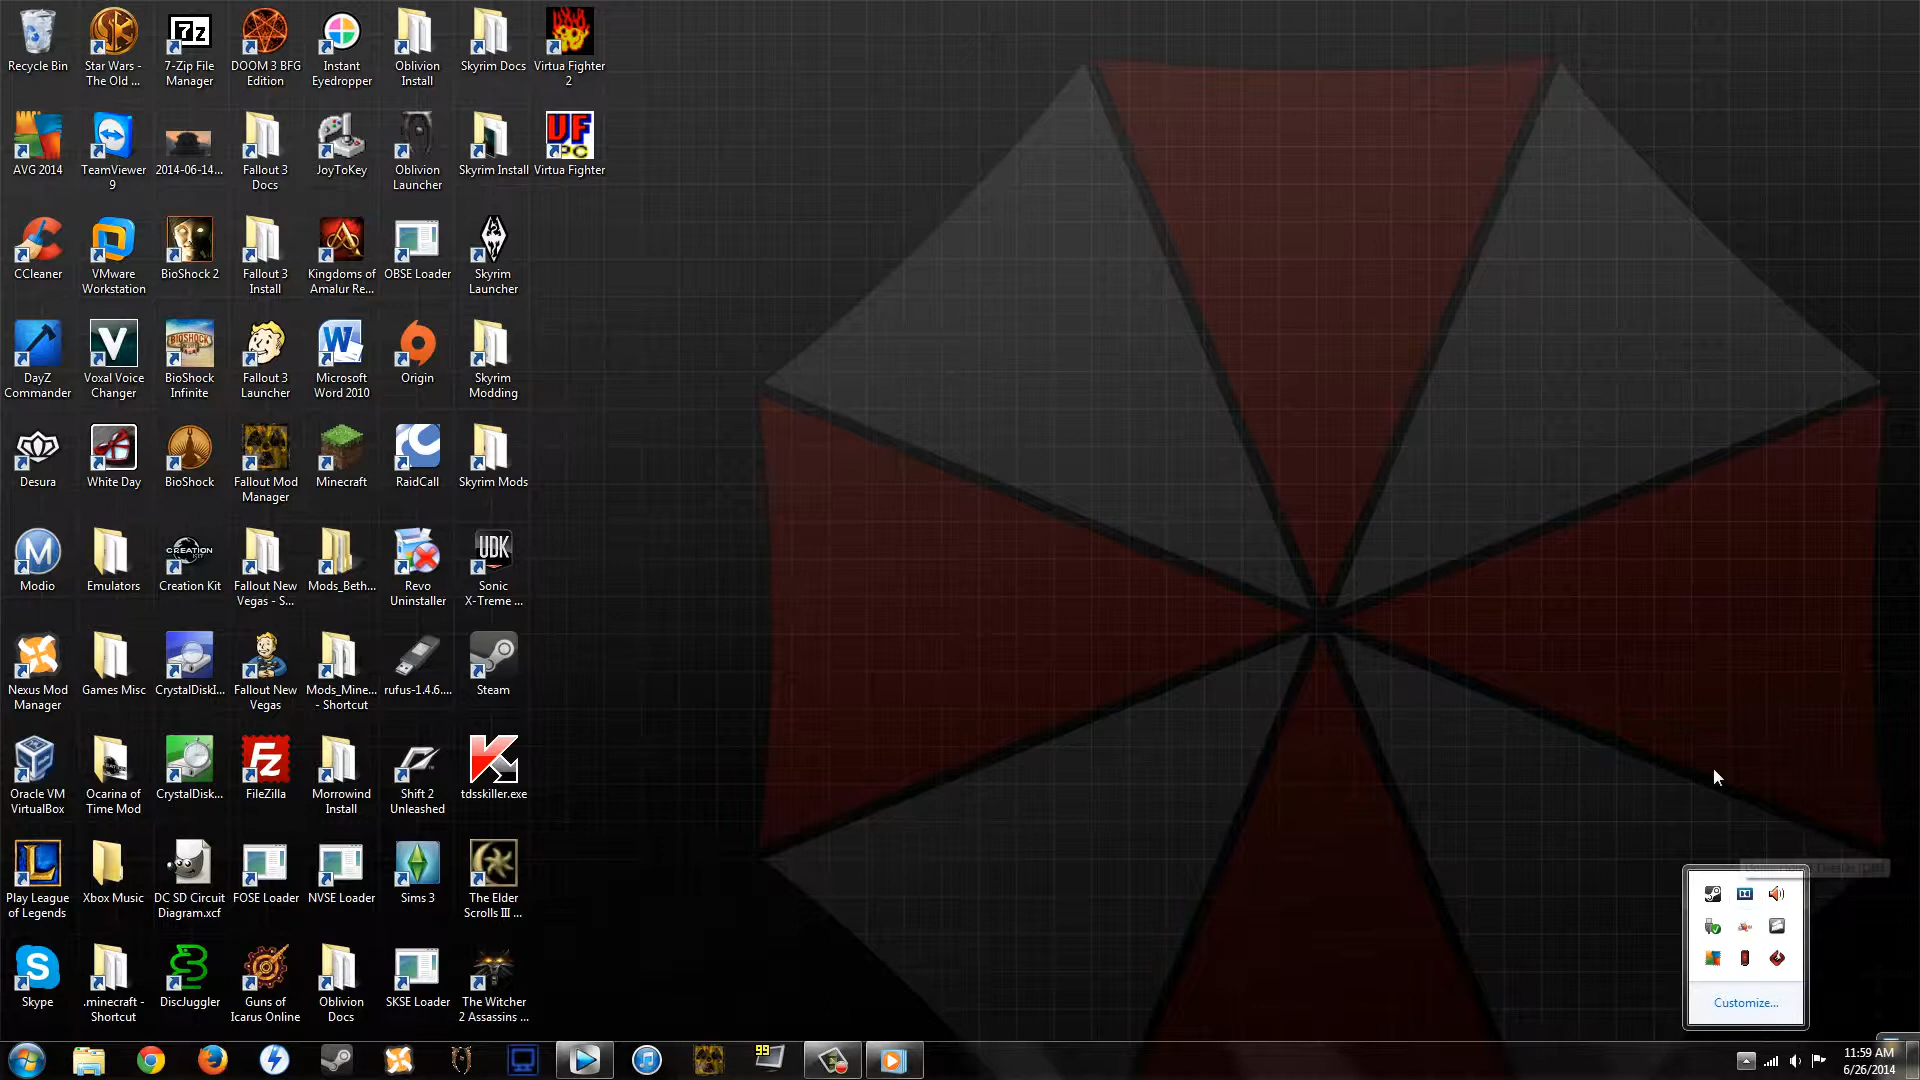 Recycle Bin
Star Wars -
The Old ...
7z
7-Zip File
Manager
DOOM 3 BFG
Edition
Instant
Eyedropper
Oblivion
Install
Skyrim Docs
Virtua Fighter
2
AVG 2014
TeamViewer
9
2014-06-14...
Fallout 3
Docs
JoyToKey
Oblivion
Launcher
Skyrim Install
VF
PC
Virtua Fighter
CCleaner
VMware
Workstation
BioShock 2
Fallout 3
Install
Kingdoms of
Amalur Re...
OBSE Loader
Skyrim
Launcher
DayZ
Commander
V
Voxal Voice
Changer
BIOSHOCK
BioShock
Infinite
Fallout 3
Launcher
W
Microsoft
Word 2010
Origin
Skyrim
Modding
Desura
White Day
BioShock
Fallout Mod
Manager
Minecraft
RaidCall
Skyrim Mods
M
Modio
Emulators
CREATION
KIT
Creation Kit
Fallout New
Vegas - S...
Mods_Beth...
Revo
Uninstaller
UDK
Sonic
X-Treme ...
Nexus Mod
Manager
Games Misc
CrystalDiskI...
Fallout New
Vegas
Mods_Mine...
- Shortcut
rufus-1.4.6....
Steam
Oracle VM
VirtualBox
Ocarina of
Time Mod
CrystalDisk...
Fz
FileZilla
Morrowind
Install
Shift 2
Unleashed
K
tdsskiller.exe
L
Play League
of Legends
Xbox Music
DC SD Circuit
Diagram.xcf
FOSE Loader
NVSE Loader
Sims 3
The Elder
Scrolls III ...
S
Skype
.minecraft -
Shortcut
DiscJuggler
Guns of
Icarus Online
Oblivion
Docs
SKSE Loader
The Witcher
2 Assassins ...
Customize...
99
11:59 AM
6/26/2014